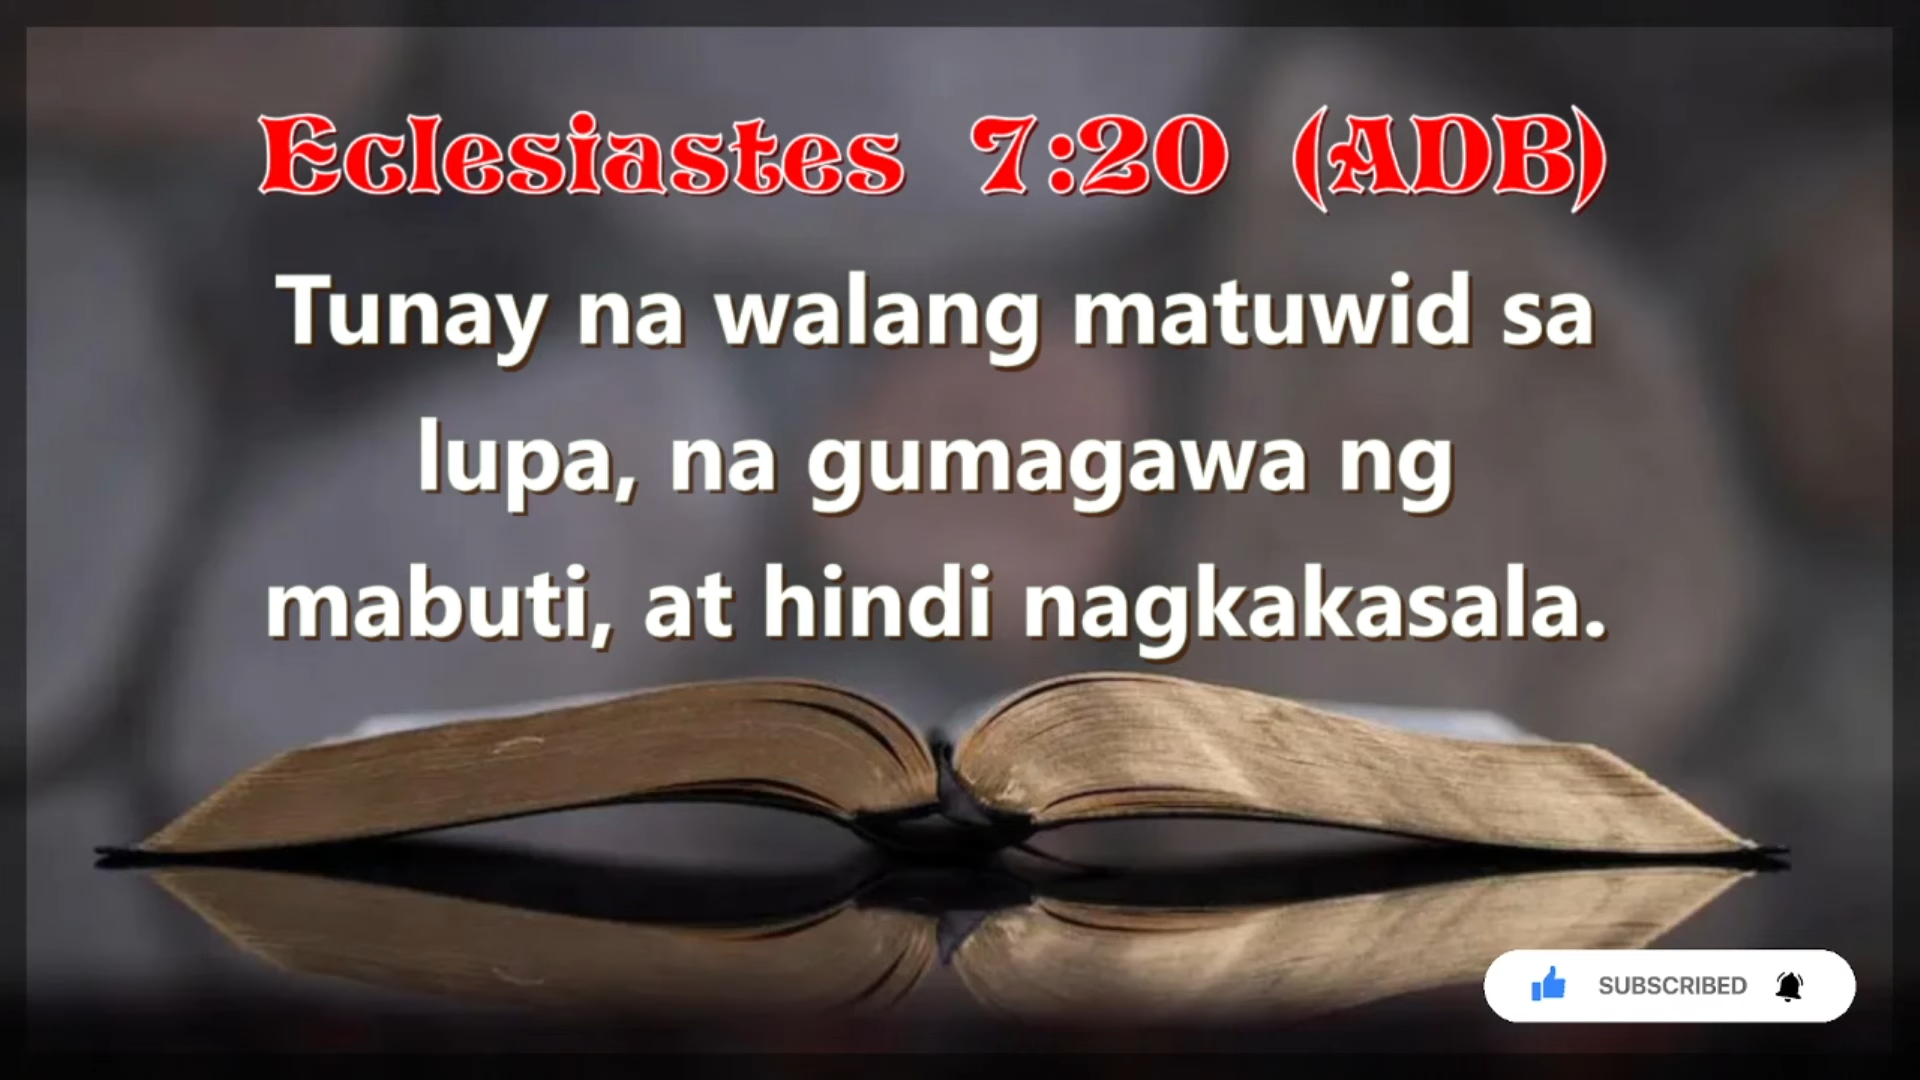 Eclesiastes 7:20 (ADB)
Tunay na walang matuwid sa
lupa, na gumagawa ng
mabuti, at hindi nagkakasala.
SUBSCRIBED